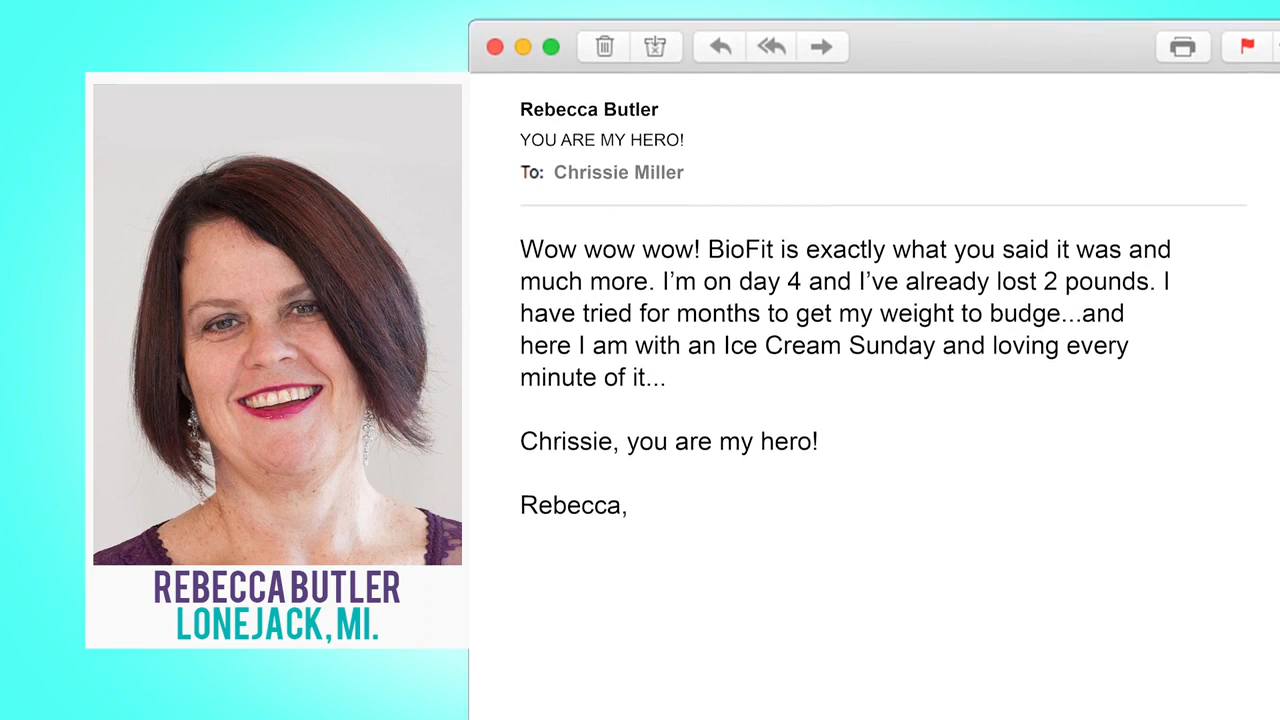 Rebecca Butler
YOU ARE MY HERO!
To: Chrissie Miller
Wow wow wow! BioFit is exactly what you said it was and
much more. I’m on day 4 and I’ve already lost 2 pounds. I
have tried for months to get my weight to budge...and
here I am with an Ice Cream Sunday and loving every
minute of it...
Chrissie, you are my hero!
Rebecca,
REBECCA BUTLER
LONEJACK, MI.